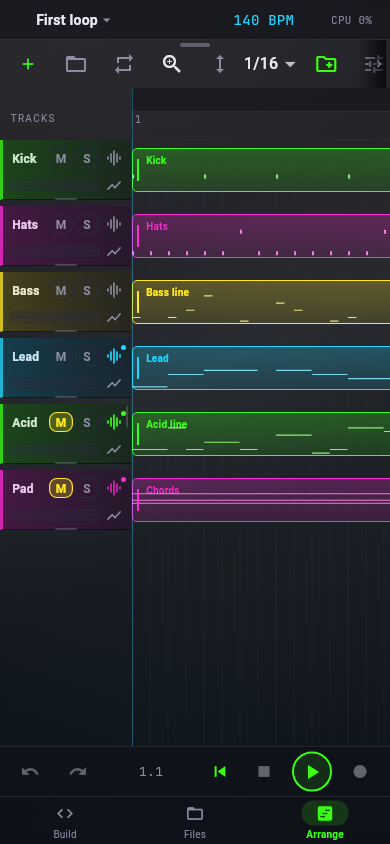 First loop
140 BPM
CPU 0%
1/16
TRACKS
1
Kick M S
Kick
Hats M S
Hats
Bass M S
Bass line
Lead M S
Lead
Acid M S
Acid line
Pad M S
Chords
1.1
Build
Files
Arrange